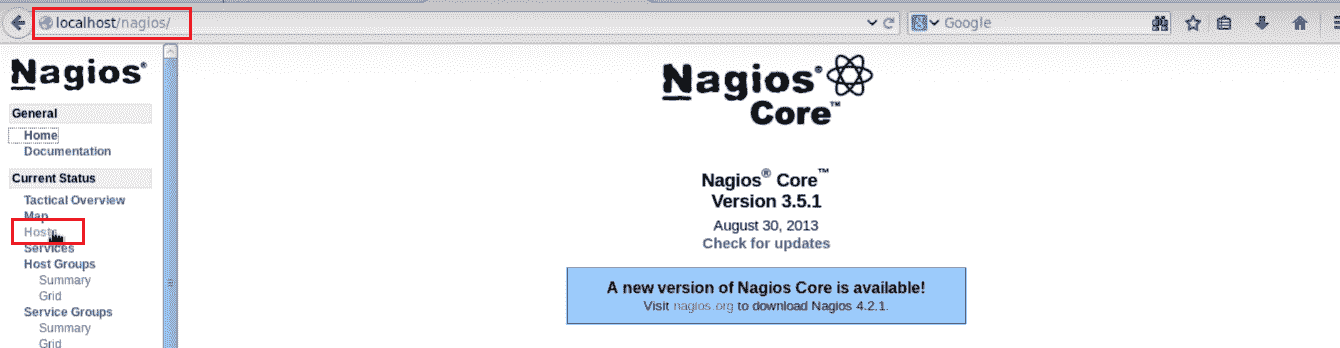 localhost/nagios/
Google
Nagios®
General
Home
Documentation
Current Status
Tactical Overview
Map
Hosts
Services
Host Groups
Summary
Grid
Service Groups
Summary
Grid
Nagios®
Core™
Nagios® Core™
Version 3.5.1
August 30, 2013
Check for updates
A new version of Nagios Core is available!
Visit nagios.org to download Nagios 4.2.1.